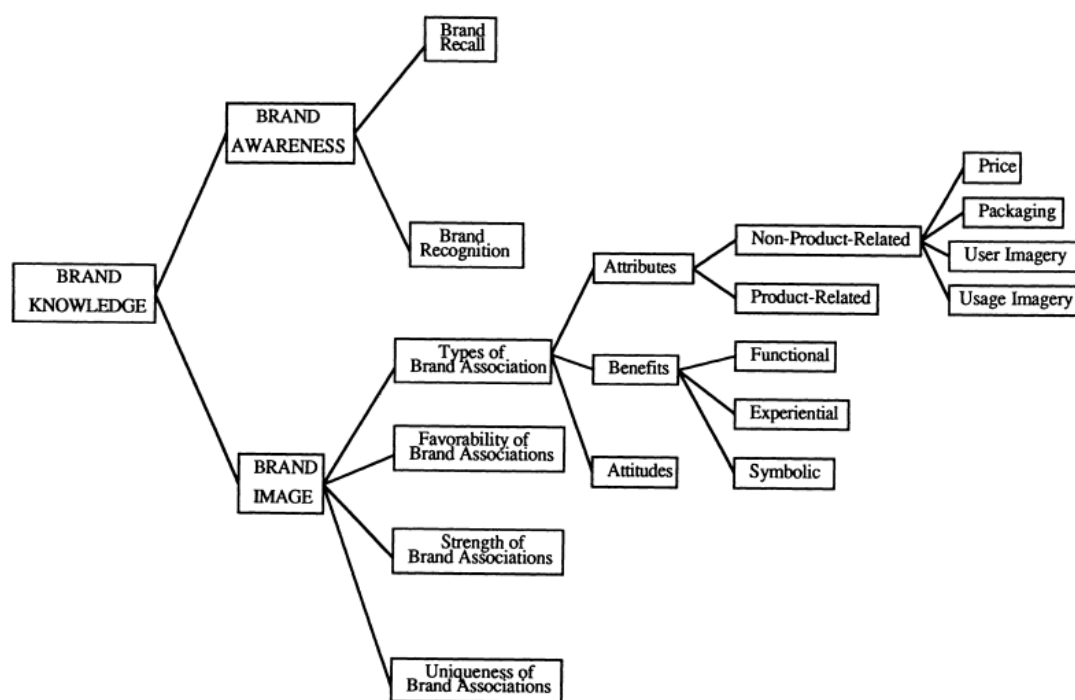 Brand
Recall
BRAND
AWARENESS
Brand
Recognition
BRAND
KNOWLEDGE
Types of
Brand Association
Favorability of
Brand Associations
BRAND
IMAGE
Strength of
Brand Associations
Uniqueness of
Brand Associations
Attributes
Benefits
Attitudes
Non-Product-Related
Product-Related
Functional
Experiential
Symbolic
Price
Packaging
User Imagery
Usage Imagery